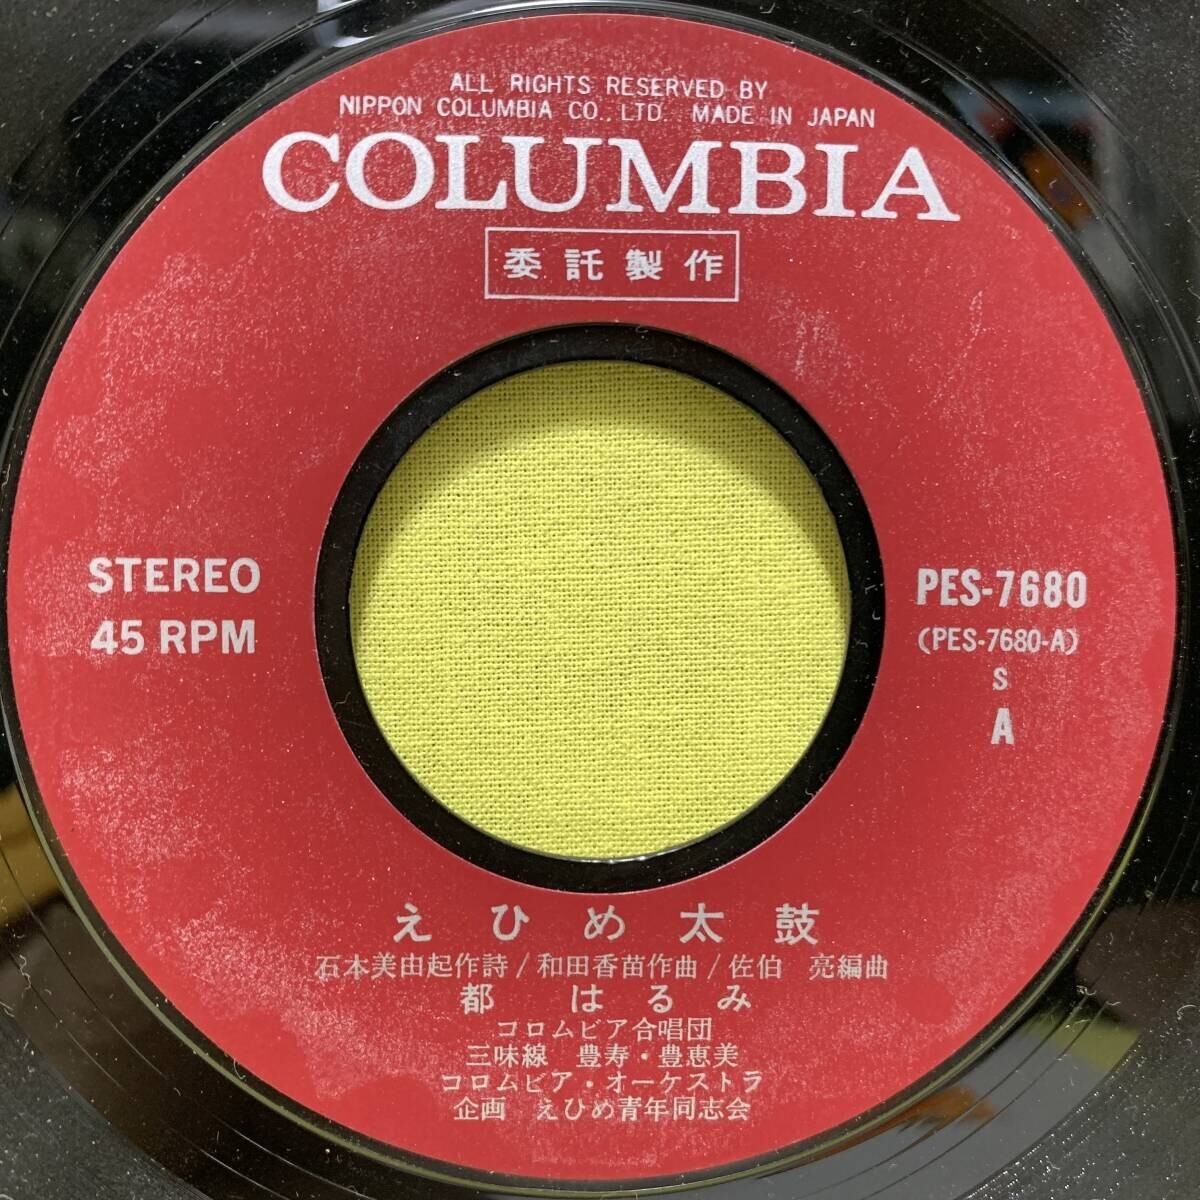 ALL RIGHTS RESERVED BY
NIPPON COLUMBIA CO., LTD. MADE IN JAPAN
COLUMBIA
委託製作
STEREO
45 RPM
PES-7680
(PES-7680-A)
S
A
えひめ太鼓
石本美由起作詩/和田香苗作曲/佐伯 亮編曲
都 はるみ
コロムビア合唱団
三味線 豊寿・豊恵美
コロムビア・オーケストラ
企画 えひめ青年同志会